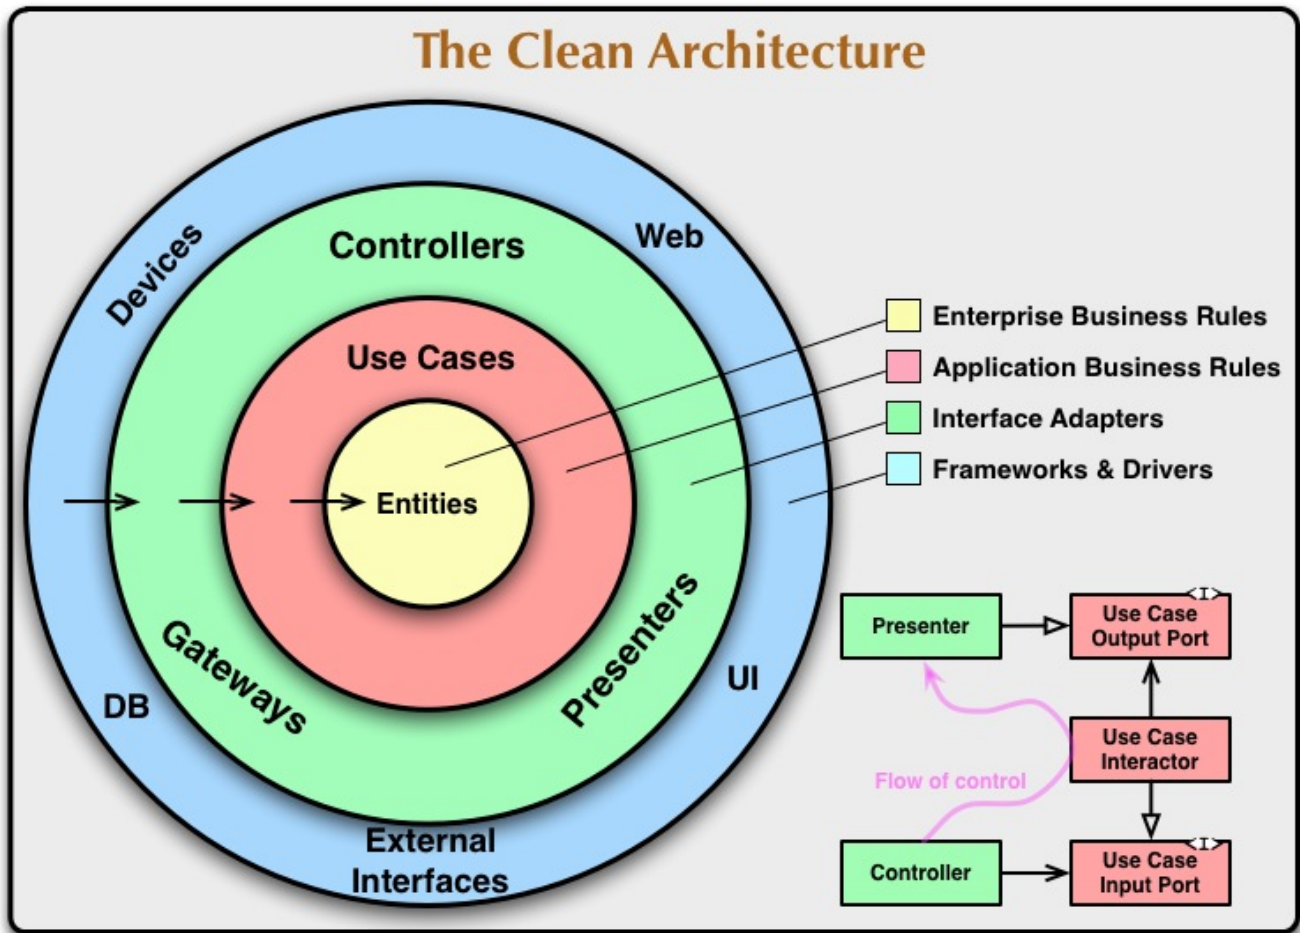 The Clean Architecture
Devices
Controllers
Web
Use Cases
Entities
Gateways
Presenters
DB
UI
External
Interfaces
Enterprise Business Rules
Application Business Rules
Interface Adapters
Frameworks & Drivers
Presenter
<I>
Use Case
Output Port
Use Case
Interactor
Flow of control
Controller
<I>
Use Case
Input Port